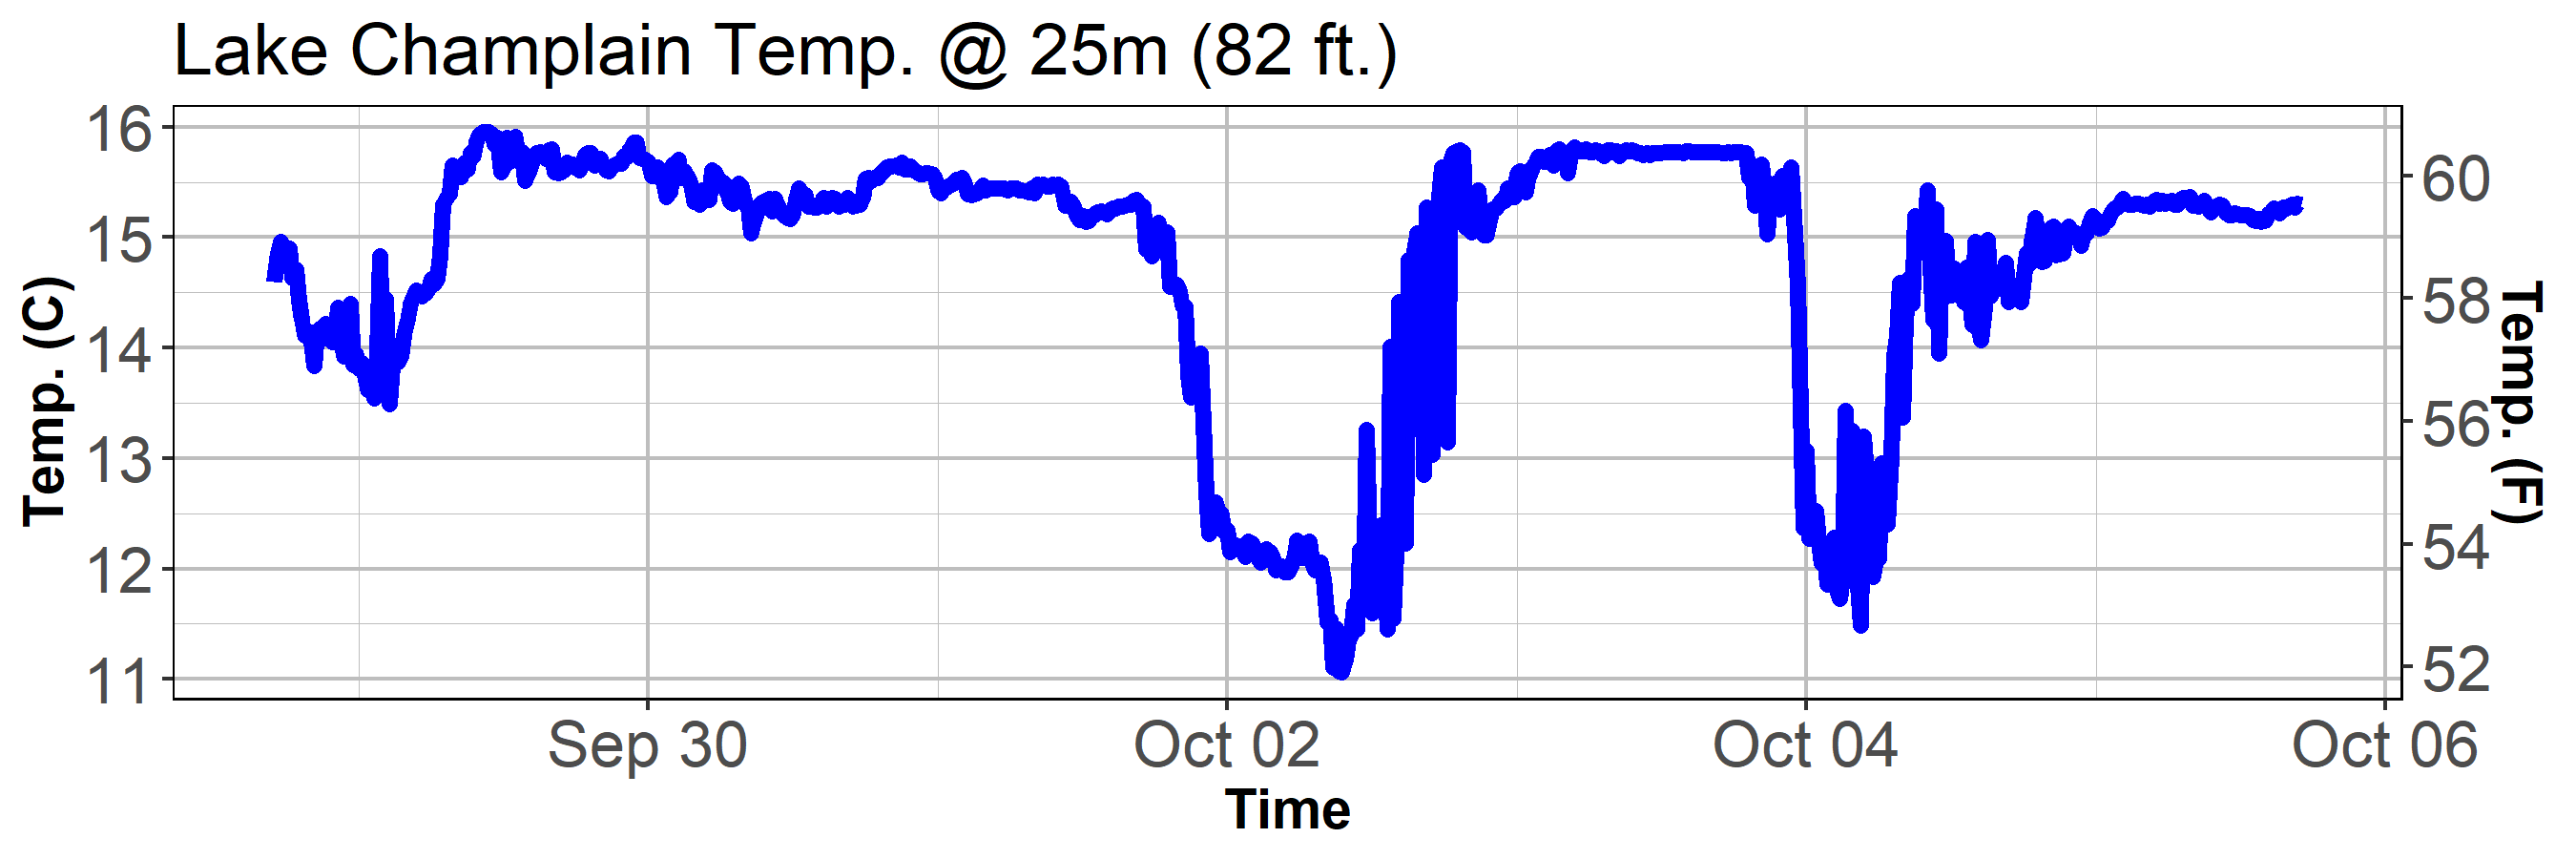 Lake Champlain Temp. @ 25m (82 ft.)
Temp. (C)
16
15
14
13
12
11
60
58
56
54
52
Temp. (F)
Sep 30
Oct 02
Oct 04
Oct 06
Time